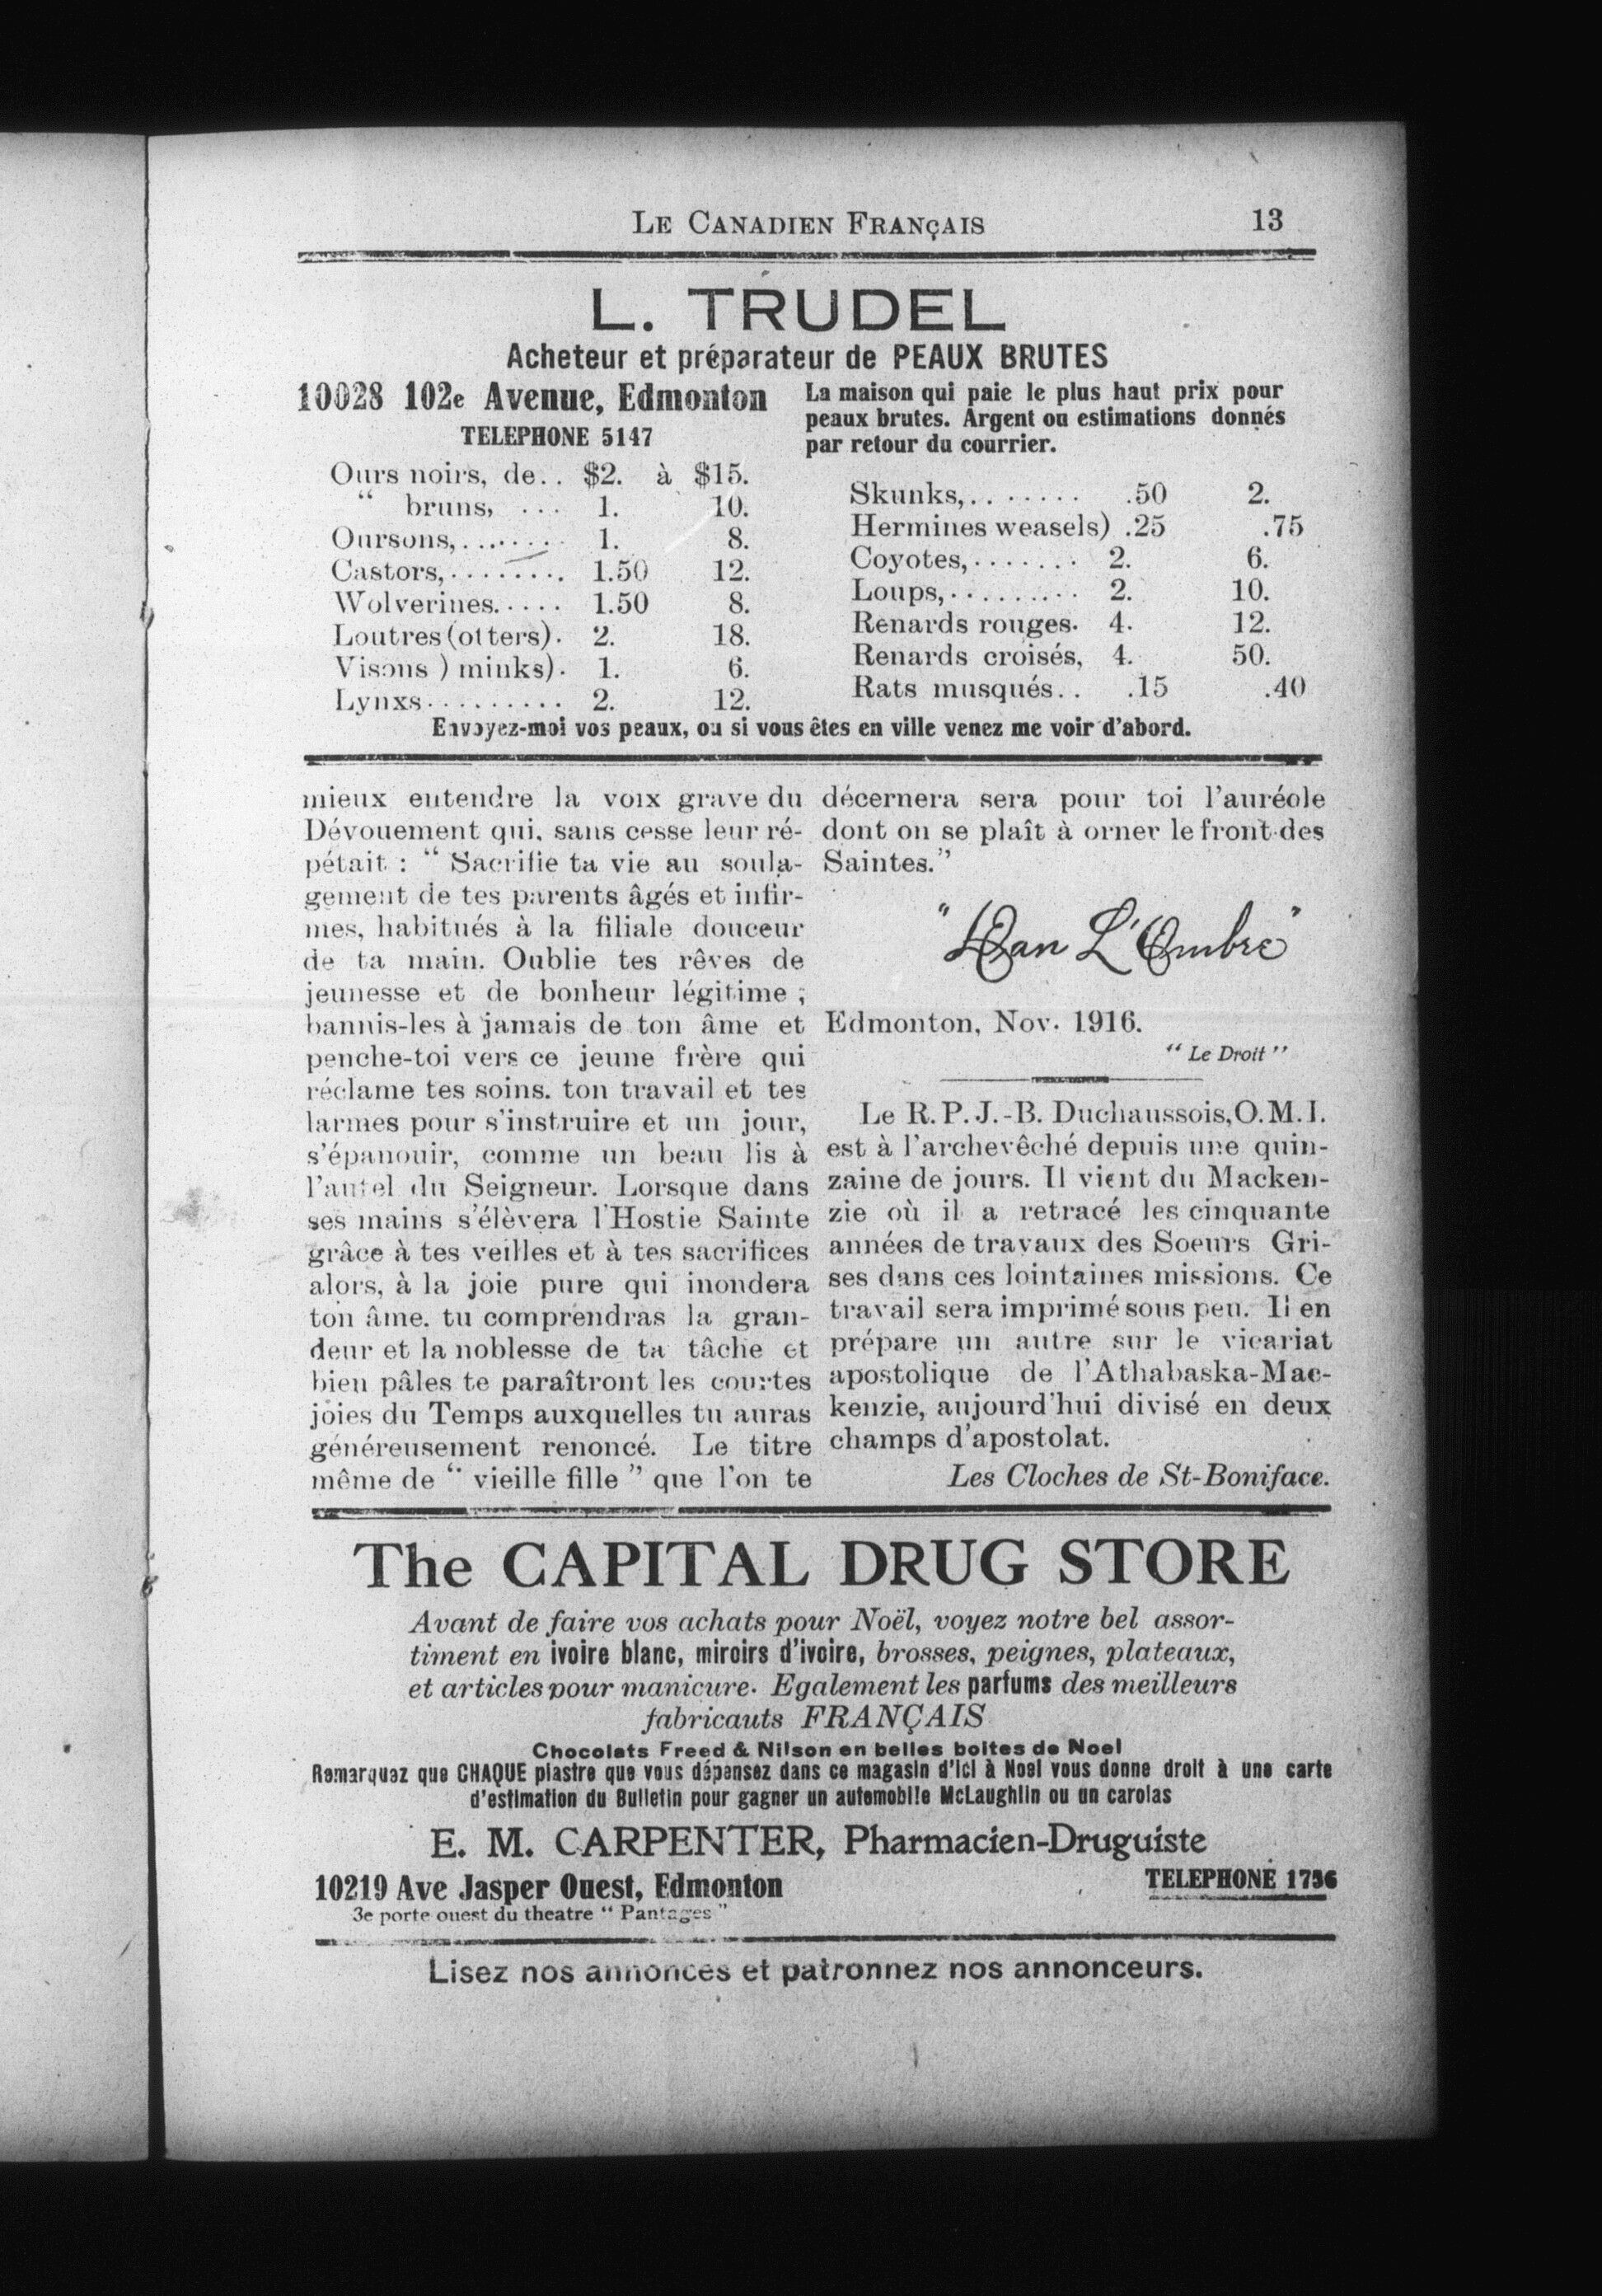 LE CANADIEN FRANÇAIS 13
L. TRUDEL
Acheteur et préparateur de PEAUX BRUTES
10028 102e Avenue, Edmonton
TELEPHONE 5147
La maison qui paie le plus haut prix pour
peaux brutes. Argent ou estimations donnés
par retour du courrier.
Ours noirs, de.. $2. à $15.
“ bruns, ... 1. 10.
Oursons,......... 1. 8.
Castors,........ 1.50 12.
Wolverines..... 1.50 8.
Loutres (otters). 2. 18.
Visons ) minks). 1. 6.
Lynxs......... 2. 12.
Skunks,....... .50 2.
Hermines weasels) .25 .75
Coyotes,....... 2. 6.
Loups,......... 2. 10.
Renards rouges. 4. 12.
Renards croisés, 4. 50.
Rats musqués.. .15 .40
Envoyez-moi vos peaux, ou si vous êtes en ville venez me voir d'abord.
mieux entendre la voix grave du
Dévouement qui, sans cesse leur ré-
pétait : “ Sacrifie ta vie au soula-
gement de tes parents âgés et infir-
mes, habitués à la filiale douceur
de ta main. Oublie tes rêves de
jeunesse et de bonheur légitime ;
bannis-les à jamais de ton âme et
penche-toi vers ce jeune frère qui
réclame tes soins. ton travail et tes
larmes pour s'instruire et un jour,
s'épanouir, comme un beau lis à
l'autel du Seigneur. Lorsque dans
ses mains s'élèvera l'Hostie Sainte
grâce à tes veilles et à tes sacrifices
alors, à la joie pure qui inondera
ton âme. tu comprendras la gran-
deur et la noblesse de ta tâche et
bien pâles te paraîtront les courtes
joies du Temps auxquelles tu auras
généreusement renoncé. Le titre
même de “ vieille fille ” que l'on te
décernera sera pour toi l'auréole
dont on se plaît à orner le front des
Saintes.”
L'Ombre”
Edmonton, Nov. 1916.
“ Le Droit ”
Le R. P. J.-B. Duchaussois, O. M. I.
est à l'archevêché depuis une quin-
zaine de jours. Il vient du Macken-
zie où il a retracé les cinquante
années de travaux des Soeurs Gri-
ses dans ces lointaines missions. Ce
travail sera imprimé sous peu. Il en
prépare un autre sur le vicariat
apostolique de l'Athabaska-Mac-
kenzie, aujourd'hui divisé en deux
champs d'apostolat.
Les Cloches de St-Boniface.
The CAPITAL DRUG STORE
Avant de faire vos achats pour Noël, voyez notre bel assor-
timent en ivoire blanc, miroirs d'ivoire, brosses, peignes, plateaux,
et articles pour manicure. Egalement les parfums des meilleurs
fabricauts FRANÇAIS
Chocolats Freed & Nilson en belles boites de Noel
Remarquez que CHAQUE piastre que vous dépensez dans ce magasin d'ici à Noel vous donne droit à une carte
d'estimation du Bulletin pour gagner un automobile McLaughlin ou un carolas
E. M. CARPENTER, Pharmacien-Druguiste
10219 Ave Jasper Ouest, Edmonton
TELEPHONE 1736
3e porte ouest du theatre “ Pantages ”
Lisez nos annonces et patronnez nos annonceurs.